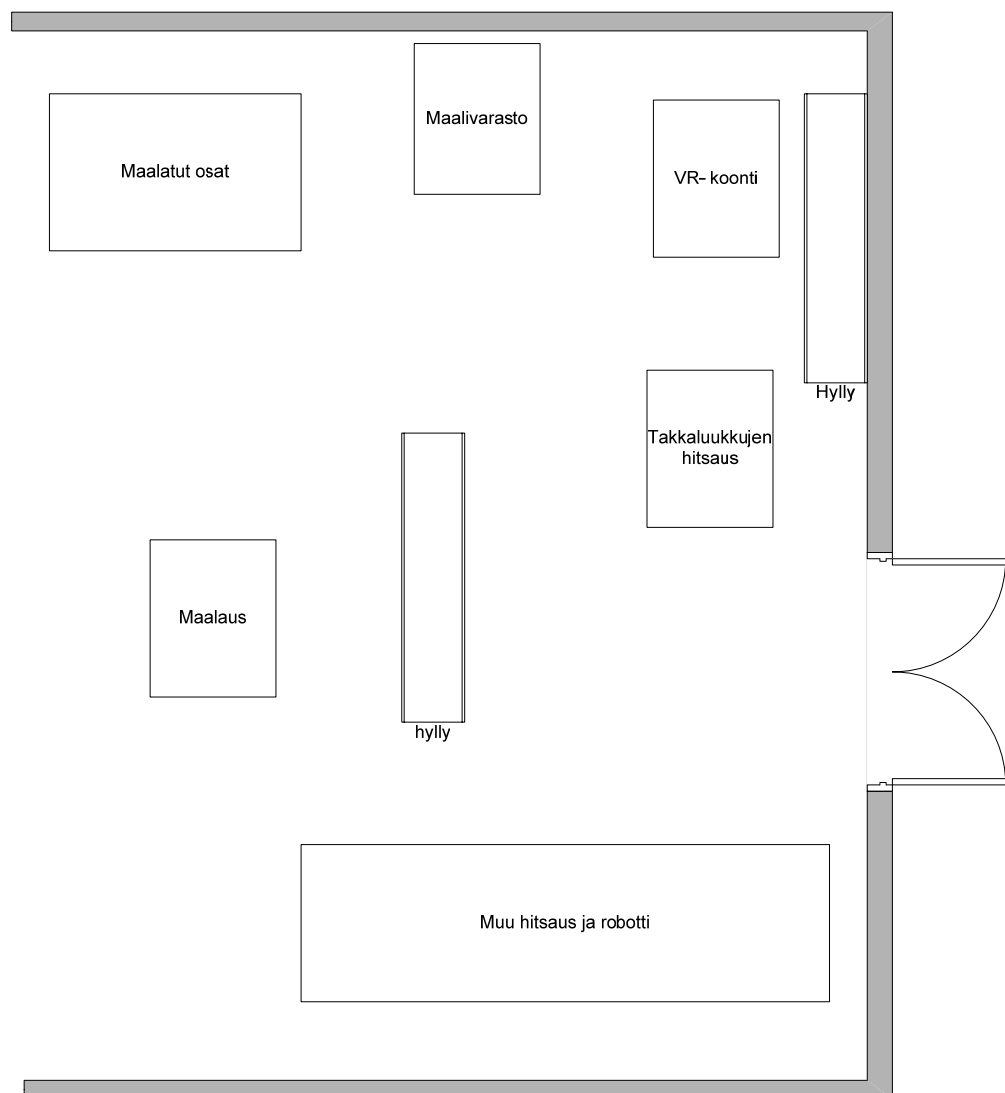 Maalivarasto
Maalatut osat
VR- koonti
Hylly
Takkaluukkujen
hitsaus
Maalaus
hylly
Muu hitsaus ja robotti